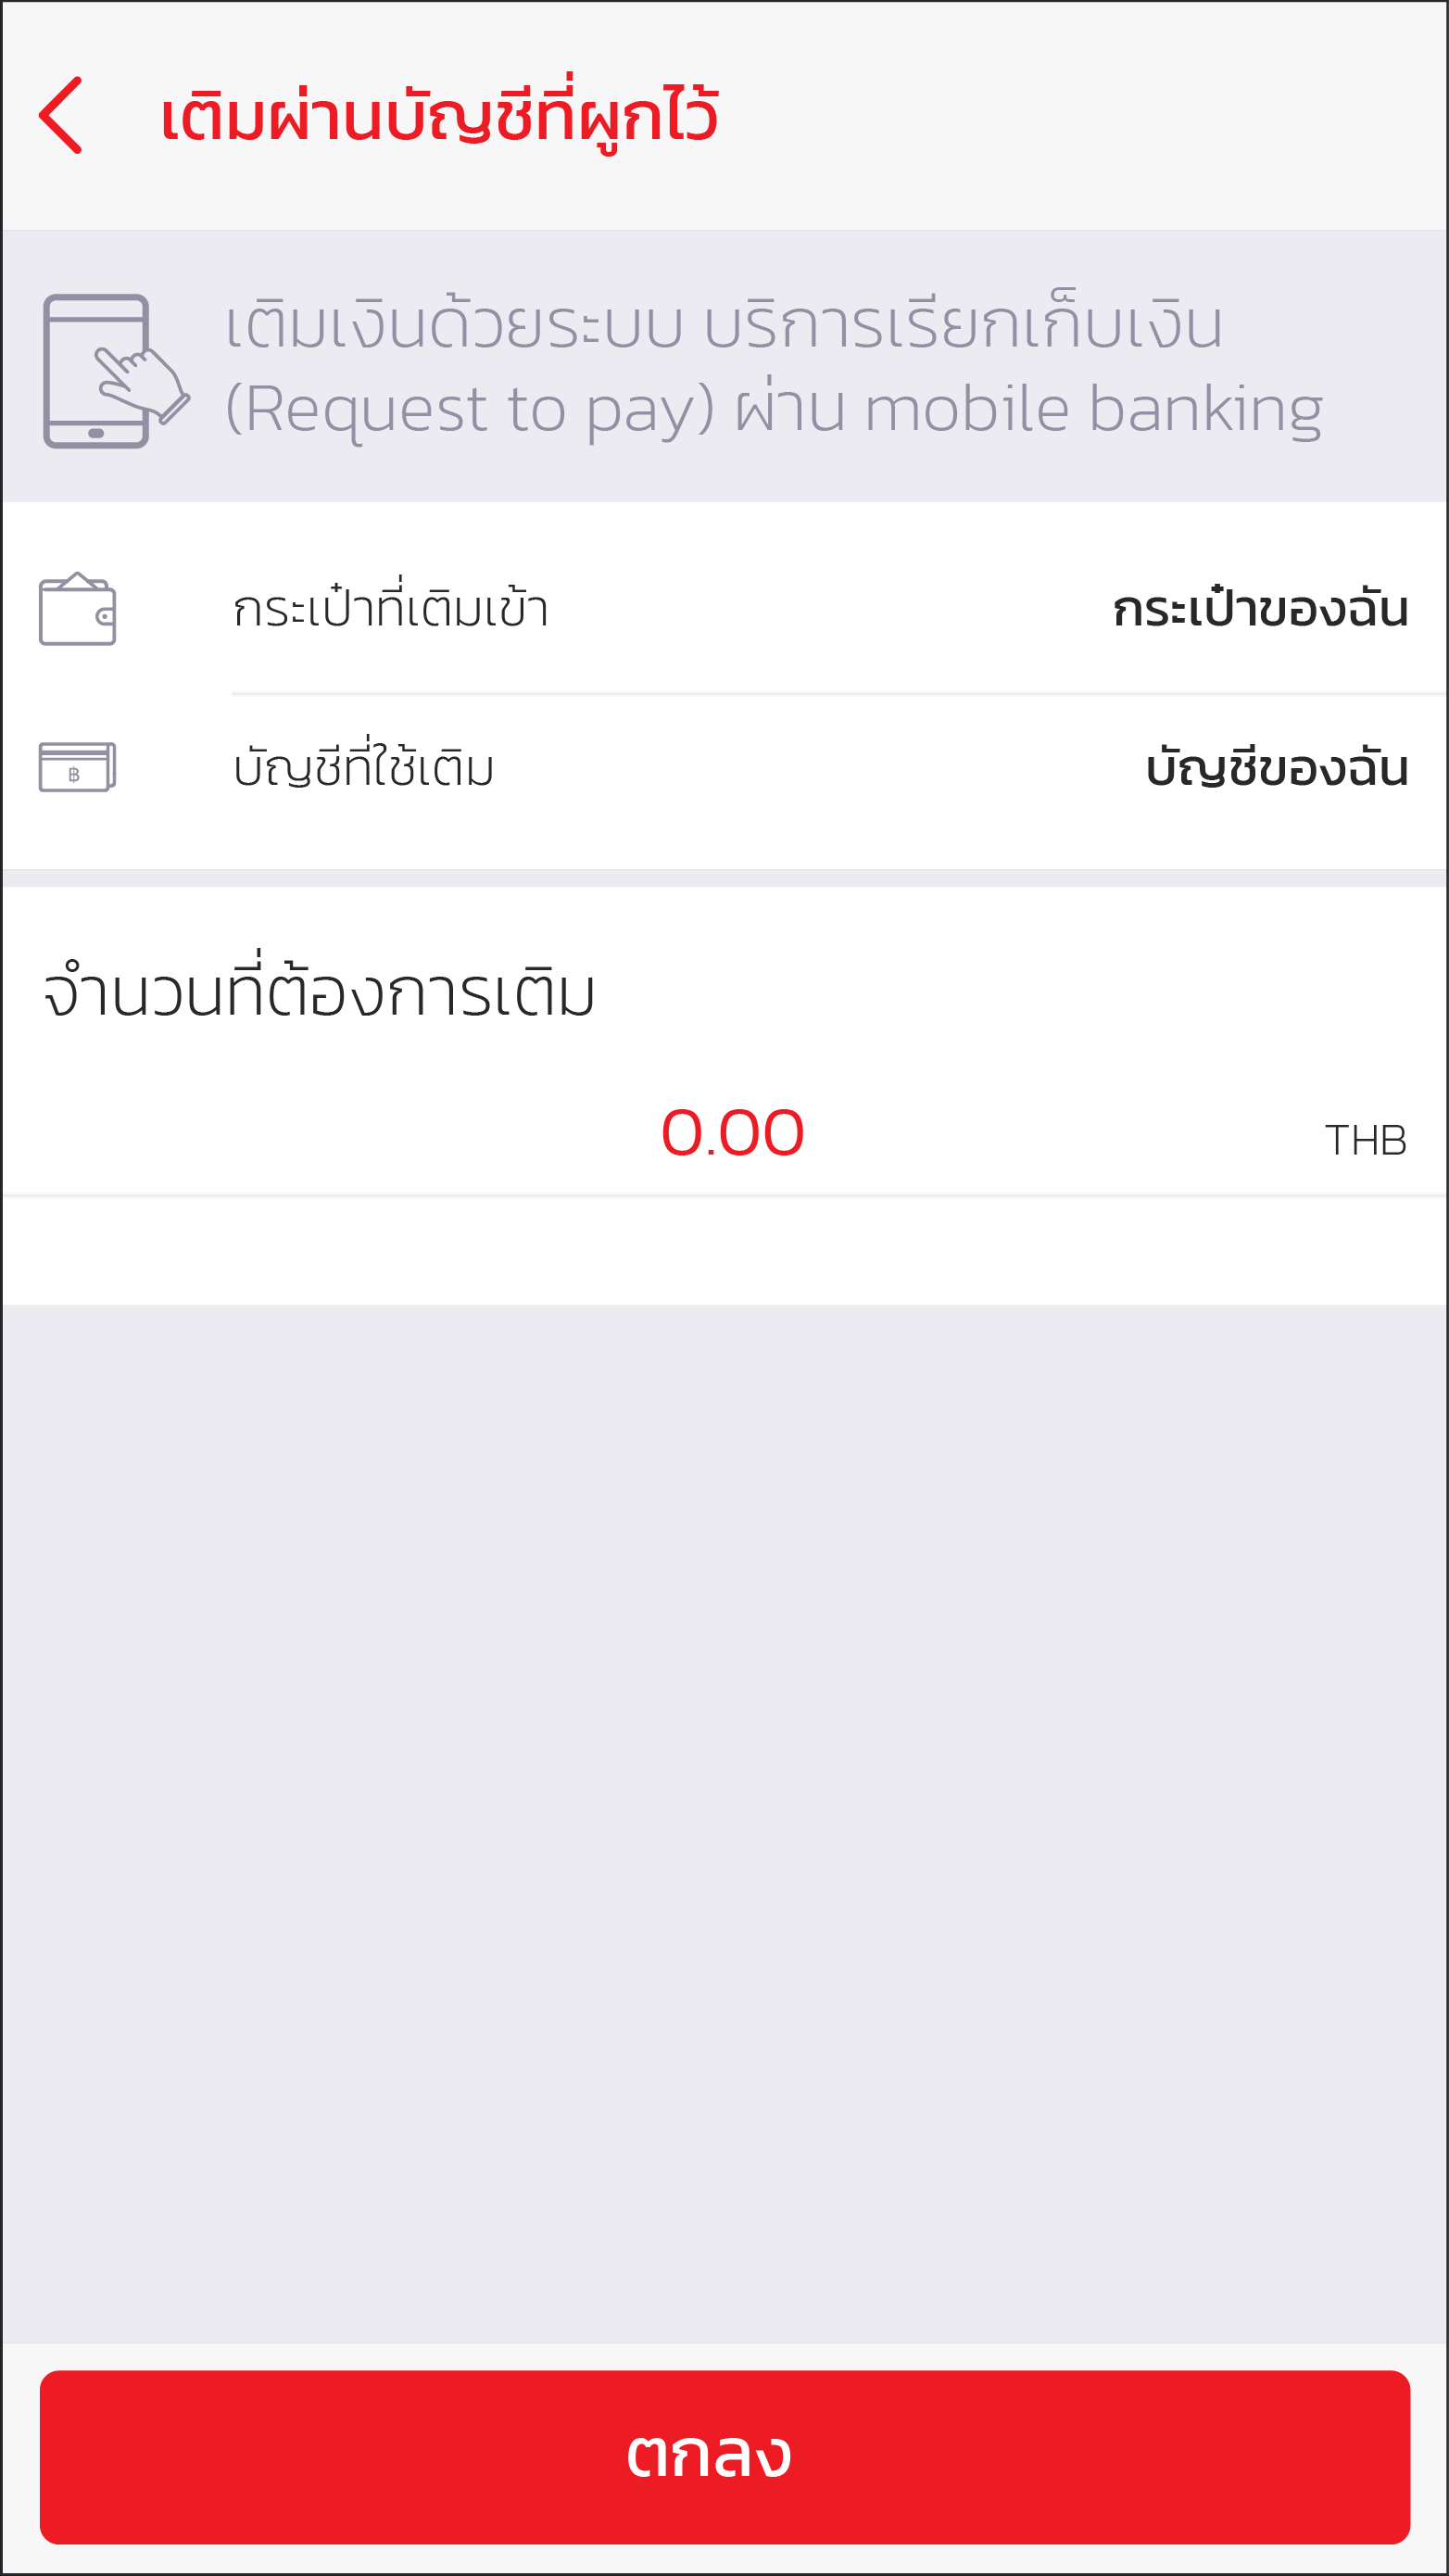 เติมผ่านบัญชีที่ผูกไว้
เติมเงินด้วยระบบ บริการเรียกเก็บเงิน
(Request to pay) ผ่าน mobile banking
กระเป๋าที่เติมเข้า กระเป๋าของฉัน
฿ บัญชีที่ใช้เติม บัญชีของฉัน
จำนวนที่ต้องการเติม
0.00 THB
ตกลง